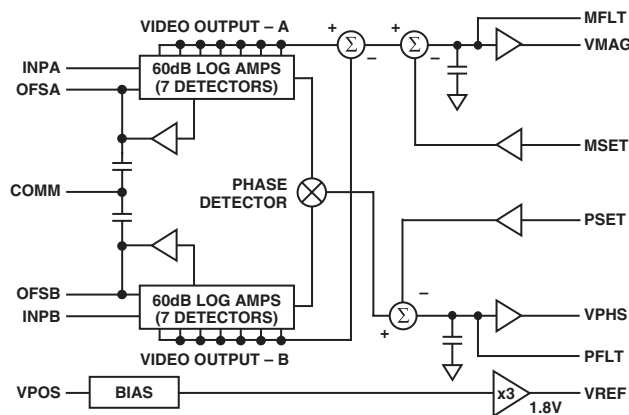 VIDEO OUTPUT – A
+
Σ
–
+
Σ
–
MFLT
VMAG
INPA
OFSA
60dB LOG AMPS
(7 DETECTORS)
MSET
COMM
PHASE
DETECTOR
PSET
OFSB
INPB
60dB LOG AMPS
(7 DETECTORS)
–
Σ
+
VPHS
PFLT
VIDEO OUTPUT – B
VPOS
BIAS
x3
1.8V
VREF